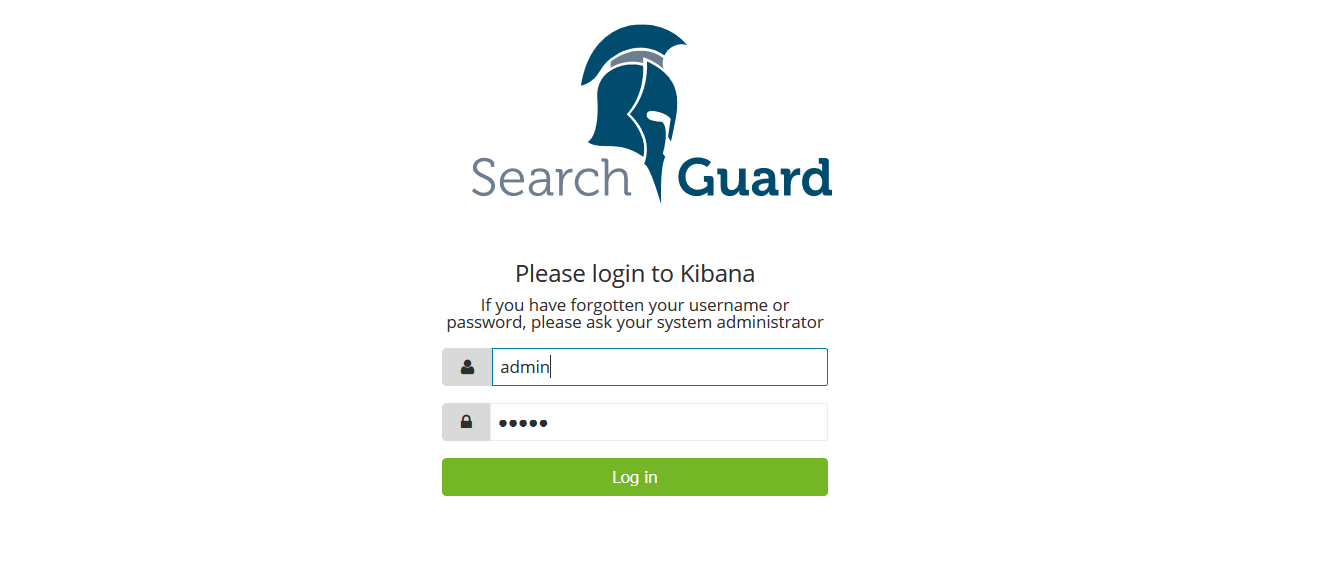 Search Guard
Please login to Kibana
If you have forgotten your username or
password, please ask your system administrator
admin
•••••
Log in